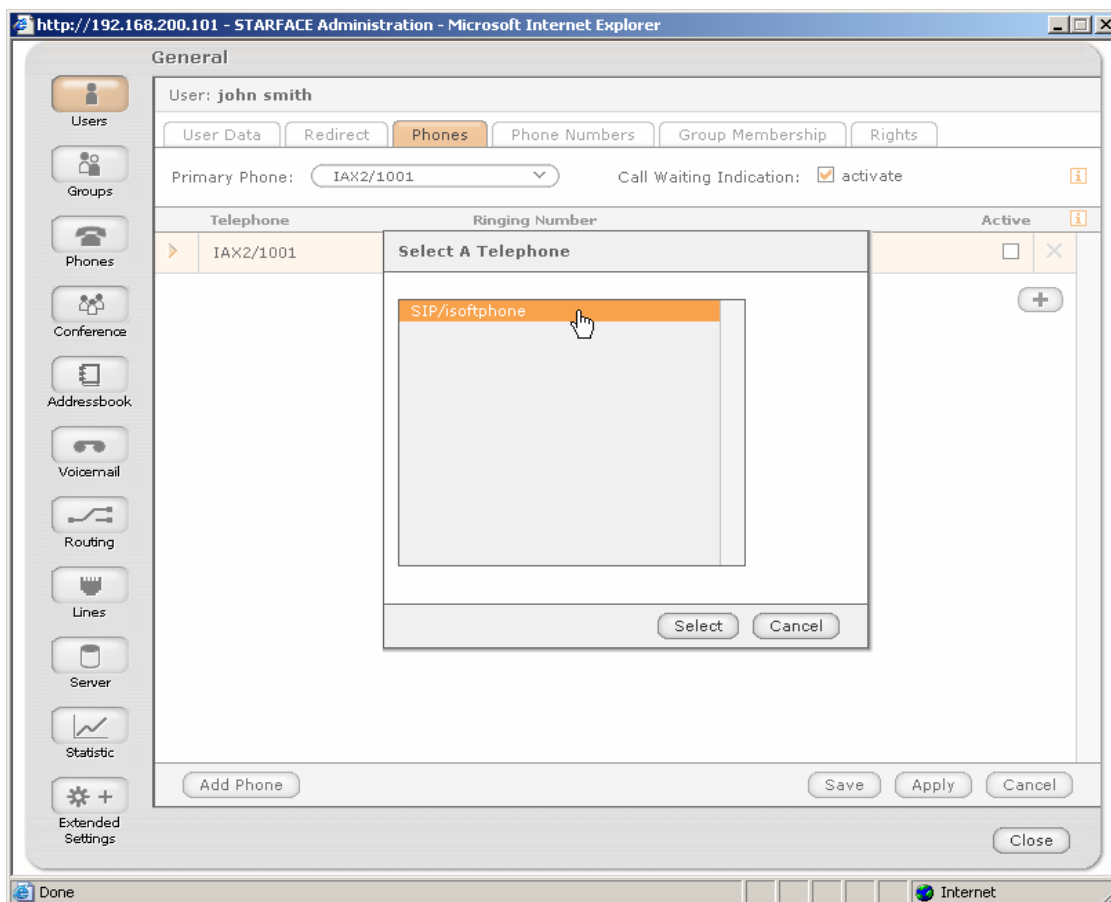 http://192.168.200.101 - STARFACE Administration - Microsoft Internet Explorer
General
Users
Groups
Phones
Conference
Addressbook
Voicemail
Routing
Lines
Server
Statistic
Extended
Settings
User: john smith
User Data Redirect Phones Phone Numbers Group Membership Rights
Primary Phone: IAX2/1001 Call Waiting Indication: activate
Telephone Ringing Number Active
IAX2/1001
Select A Telephone
SIP/isoftphone
Select Cancel
Add Phone Save Apply Cancel
Close
Done Internet